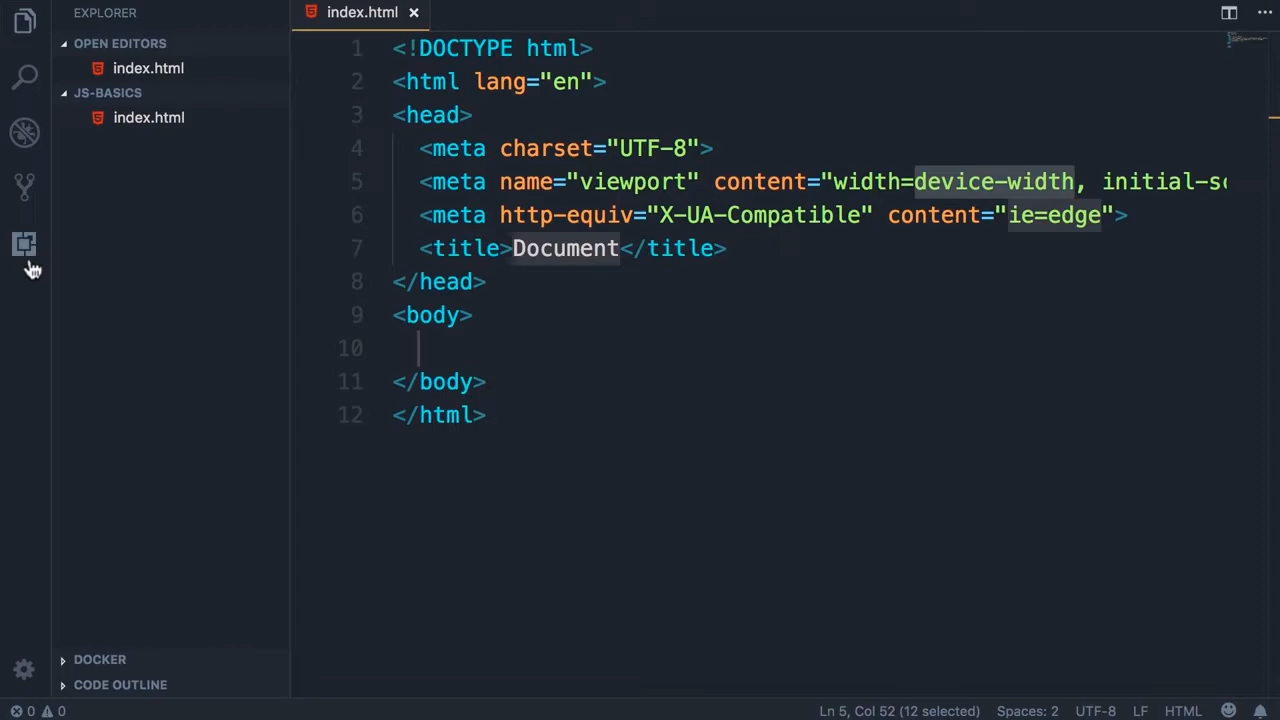 EXPLORER
OPEN EDITORS
index.html
JS-BASICS
index.html
DOCKER
CODE OUTLINE
index.html ×
1 <!DOCTYPE html>
2 <html lang="en">
3 <head>
4 <meta charset="UTF-8">
5 <meta name="viewport" content="width=device-width, initial-sc
6 <meta http-equiv="X-UA-Compatible" content="ie=edge">
7 <title>Document</title>
8 </head>
9 <body>
10
11 </body>
12 </html>
0 0 Ln 5, Col 52 (12 selected) Spaces: 2 UTF-8 LF HTML